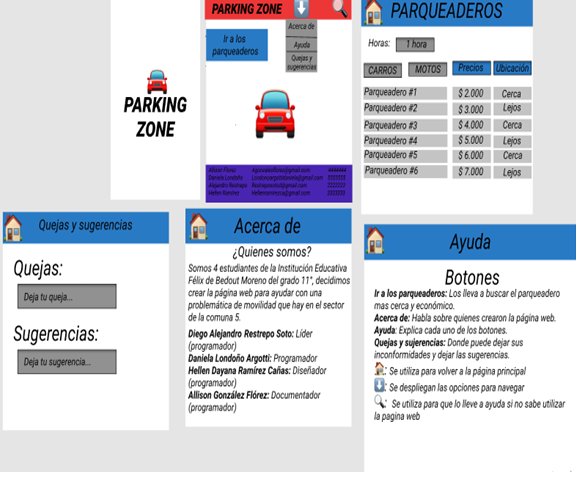 PARKING
ZONE
PARKING ZONE
Ir a los
parqueaderos
Acerca de
Ayuda
Quejas y
sugerencias
Allison Florez
Daniela Londoño
Alejandro Restrepo
Hellen Ramírez
PARQUEADEROS
Horas: 1 hora
CARROS MOTOS Precios Ubicación
Parqueadero #1 $ 2.000 Cerca
Parqueadero #2 $ 3.000 Lejos
Parqueadero #3 $ 4.000 Cerca
Parqueadero #4 $ 5.000 Lejos
Parqueadero #5 $ 6.000 Cerca
Parqueadero #6 $ 7.000 Lejos
Quejas y sugerencias
Quejas:
Deja tu queja...
Sugerencias:
Deja tu sugerencia...
Acerca de
¿Quienes somos?
Somos 4 estudiantes de la Institución Educativa
Félix de Bedout Moreno del grado 11°, decidimos
crear la página web para ayudar con una
problemática de movilidad que hay en el sector
de la comuna 5.
Diego Alejandro Restrepo Soto: Líder
(programador)
Daniela Londoño Argotti: Programador
Hellen Dayana Ramírez Cañas: Diseñador
(programador)
Allison González Flórez: Documentador
(programador)
Ayuda
Botones
Ir a los parqueaderos: Los lleva a buscar el parqueadero
mas cerca y económico.
Acerca de: Habla sobre quienes crearon la página web.
Ayuda: Explica cada uno de los botones.
Quejas y sujerencias: Donde puede dejar sus
inconformidades y dejar las sugerencias.
: Se utiliza para volver a la página principal
: Se despliegan las opciones para navegar
: Se utiliza para que lo lleve a ayuda si no sabe utilizar
la pagina web